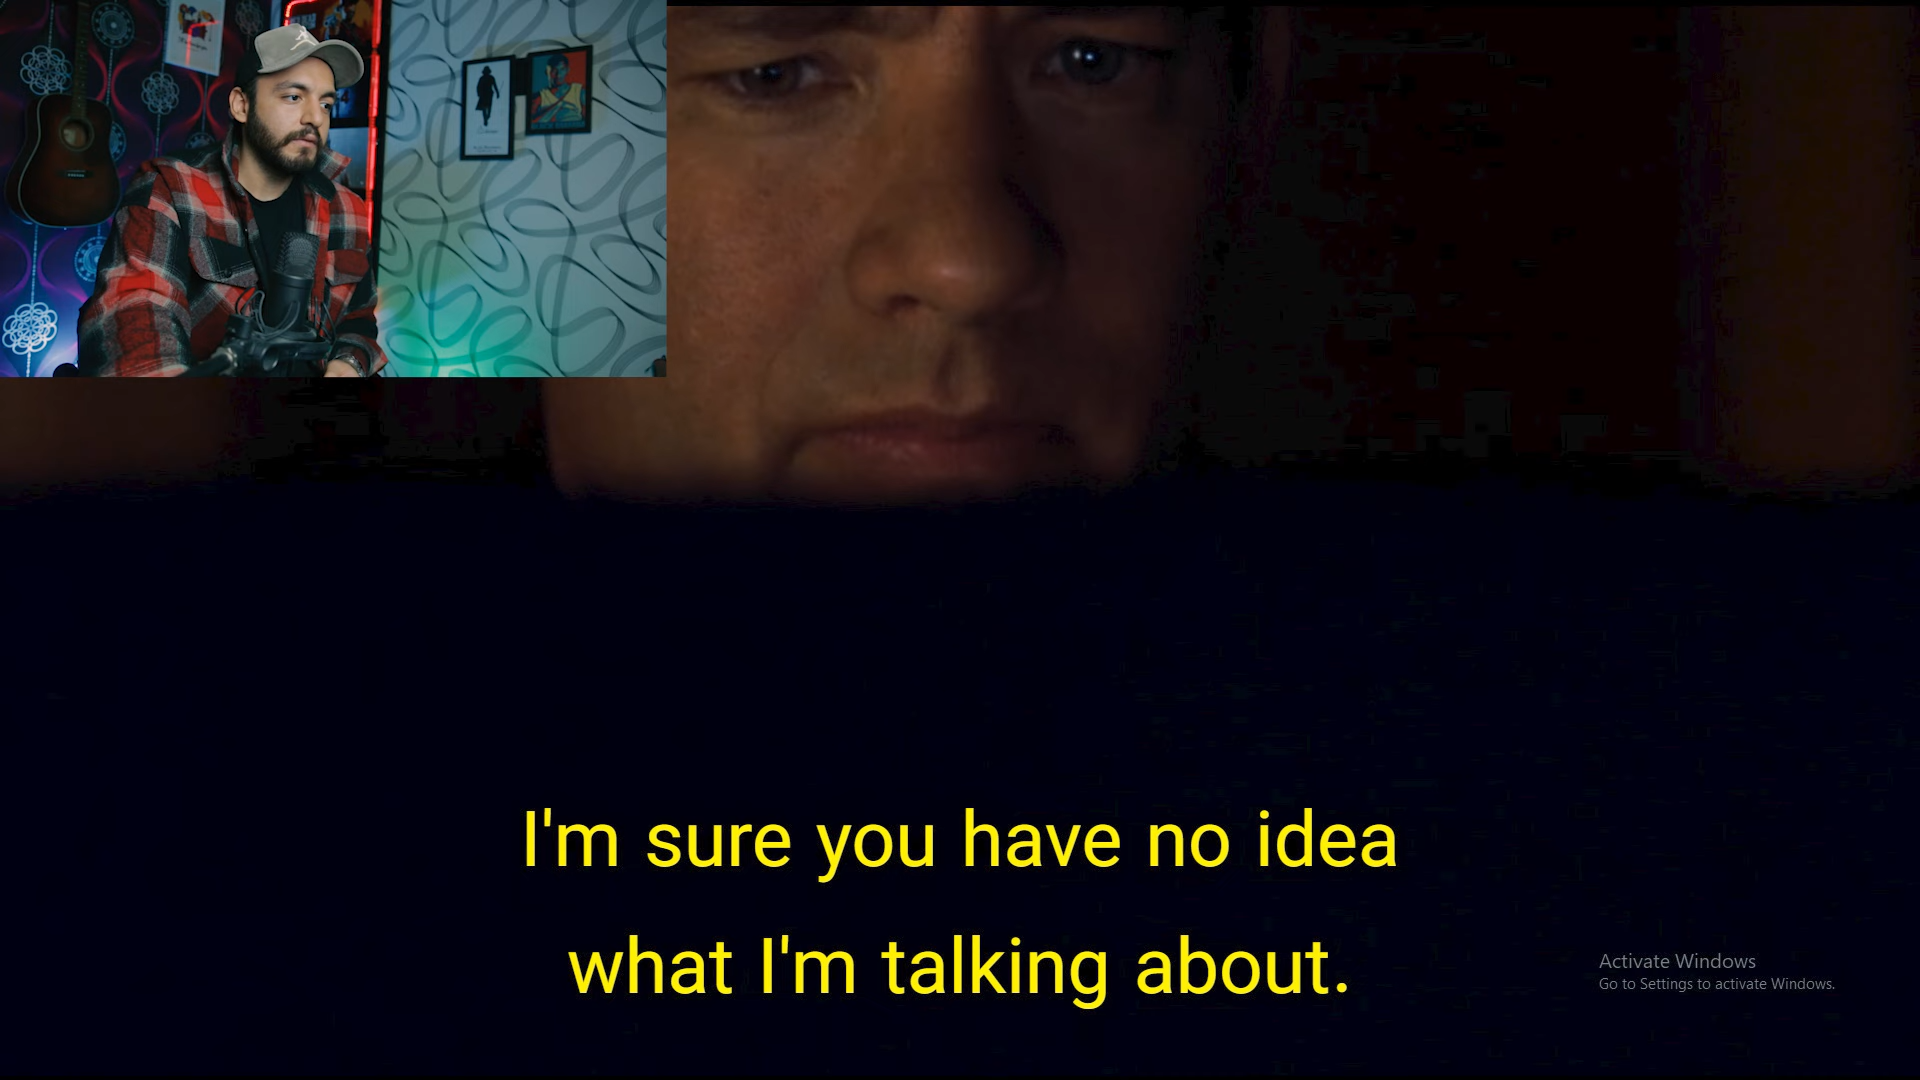 I'm sure you have no idea
what I'm talking about.
Activate Windows
Go to Settings to activate Windows.